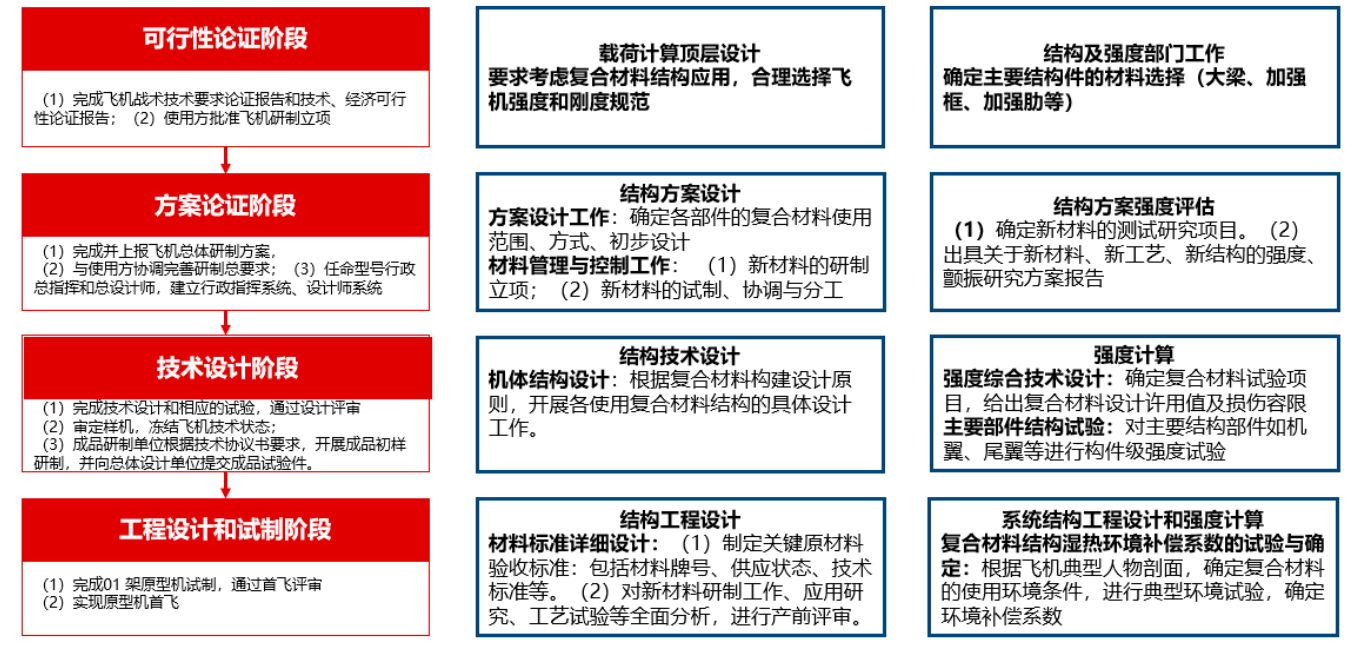 可行性论证阶段
（1）完成飞机战术技术要求论证报告和技术、经济可行
性论证报告；（2）使用方批准飞机研制立项
载荷计算顶层设计
要求考虑复合材料结构应用，合理选择飞
机强度和刚度规范
结构及强度部门工作
确定主要结构件的材料选择（大梁、加强
框、加强肋等）
方案论证阶段
（1）完成并上报飞机总体研制方案，
（2）与使用方协调完善研制总要求；（3）任命型号行政
总指挥和总设计师，建立行政指挥系统、设计师系统
结构方案设计
方案设计工作：确定各部件的复合材料使用
范围、方式、初步设计
材料管理与控制工作：（1）新材料的研制
立项；（2）新材料的试制、协调与分工
结构方案强度评估
（1）确定新材料的测试研究项目。（2）
出具关于新材料、新工艺、新结构的强度、
颤振研究方案报告
技术设计阶段
（1）完成技术设计和相应的试验，通过设计评审
（2）审定样机，冻结飞机技术状态；
（3）成品研制单位根据技术协议书要求，开展成品初样
研制，并向总体设计单位提交成品试验件。
结构技术设计
机体结构设计：根据复合材料构建设计原
则，开展各使用复合材料结构的具体设计
工作。
强度计算
强度综合技术设计：确定复合材料试验项
目，给出复合材料设计许用值及损伤容限
主要部件结构试验：对主要结构部件如机
翼、尾翼等进行构件级强度试验
工程设计和试制阶段
（1）完成01 架原型机试制，通过首飞评审
（2）实现原型机首飞
结构工程设计
材料标准详细设计：（1）制定关键原材料
验收标准：包括材料牌号、供应状态、技术
标准等。（2）对新材料研制工作、应用研
究、工艺试验等全面分析，进行产前评审。
系统结构工程设计和强度计算
复合材料结构湿热环境补偿系数的试验与确
定：根据飞机典型人物剖面，确定复合材料
的使用环境条件，进行典型环境试验，确定
环境补偿系数